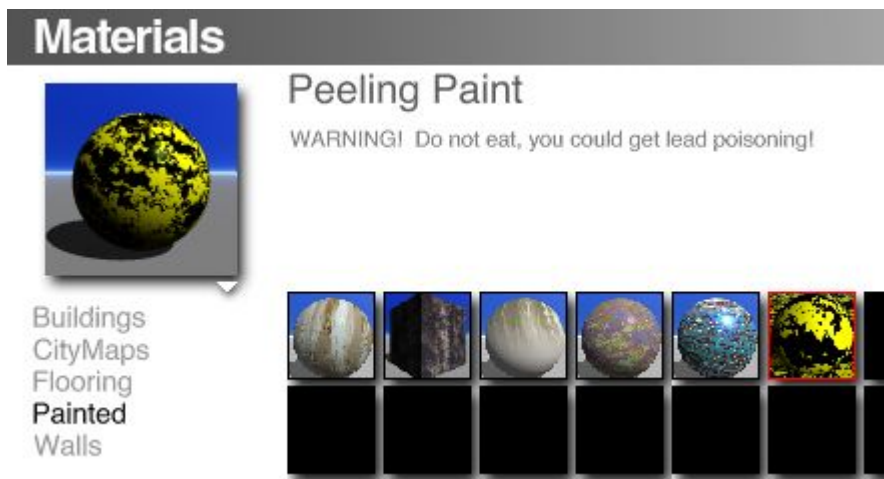 Materials
Peeling Paint
WARNING!  Do not eat, you could get lead poisoning!
Buildings
CityMaps
Flooring
Painted
Walls